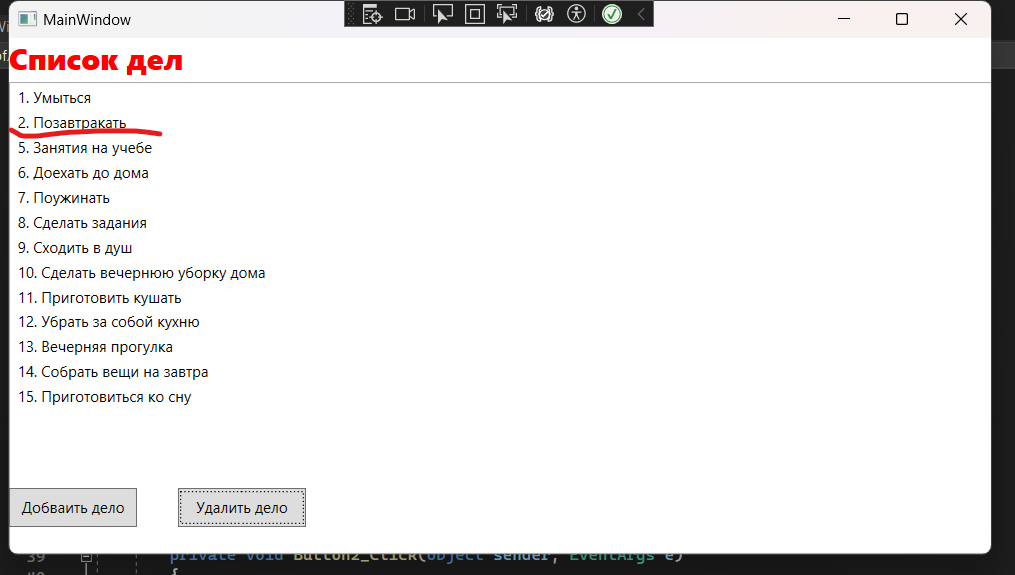 MainWindow
Список дел
1. Умыться
2. Позавтракать
5. Занятия на учебе
6. Доехать до дома
7. Поужинать
8. Сделать задания
9. Сходить в душ
10. Сделать вечернюю уборку дома
11. Приготовить кушать
12. Убрать за собой кухню
13. Вечерняя прогулка
14. Собрать вещи на завтра
15. Приготовиться ко сну
Добваить дело
Удалить дело
39 private void Button2_Click(object sender, EventArgs e)